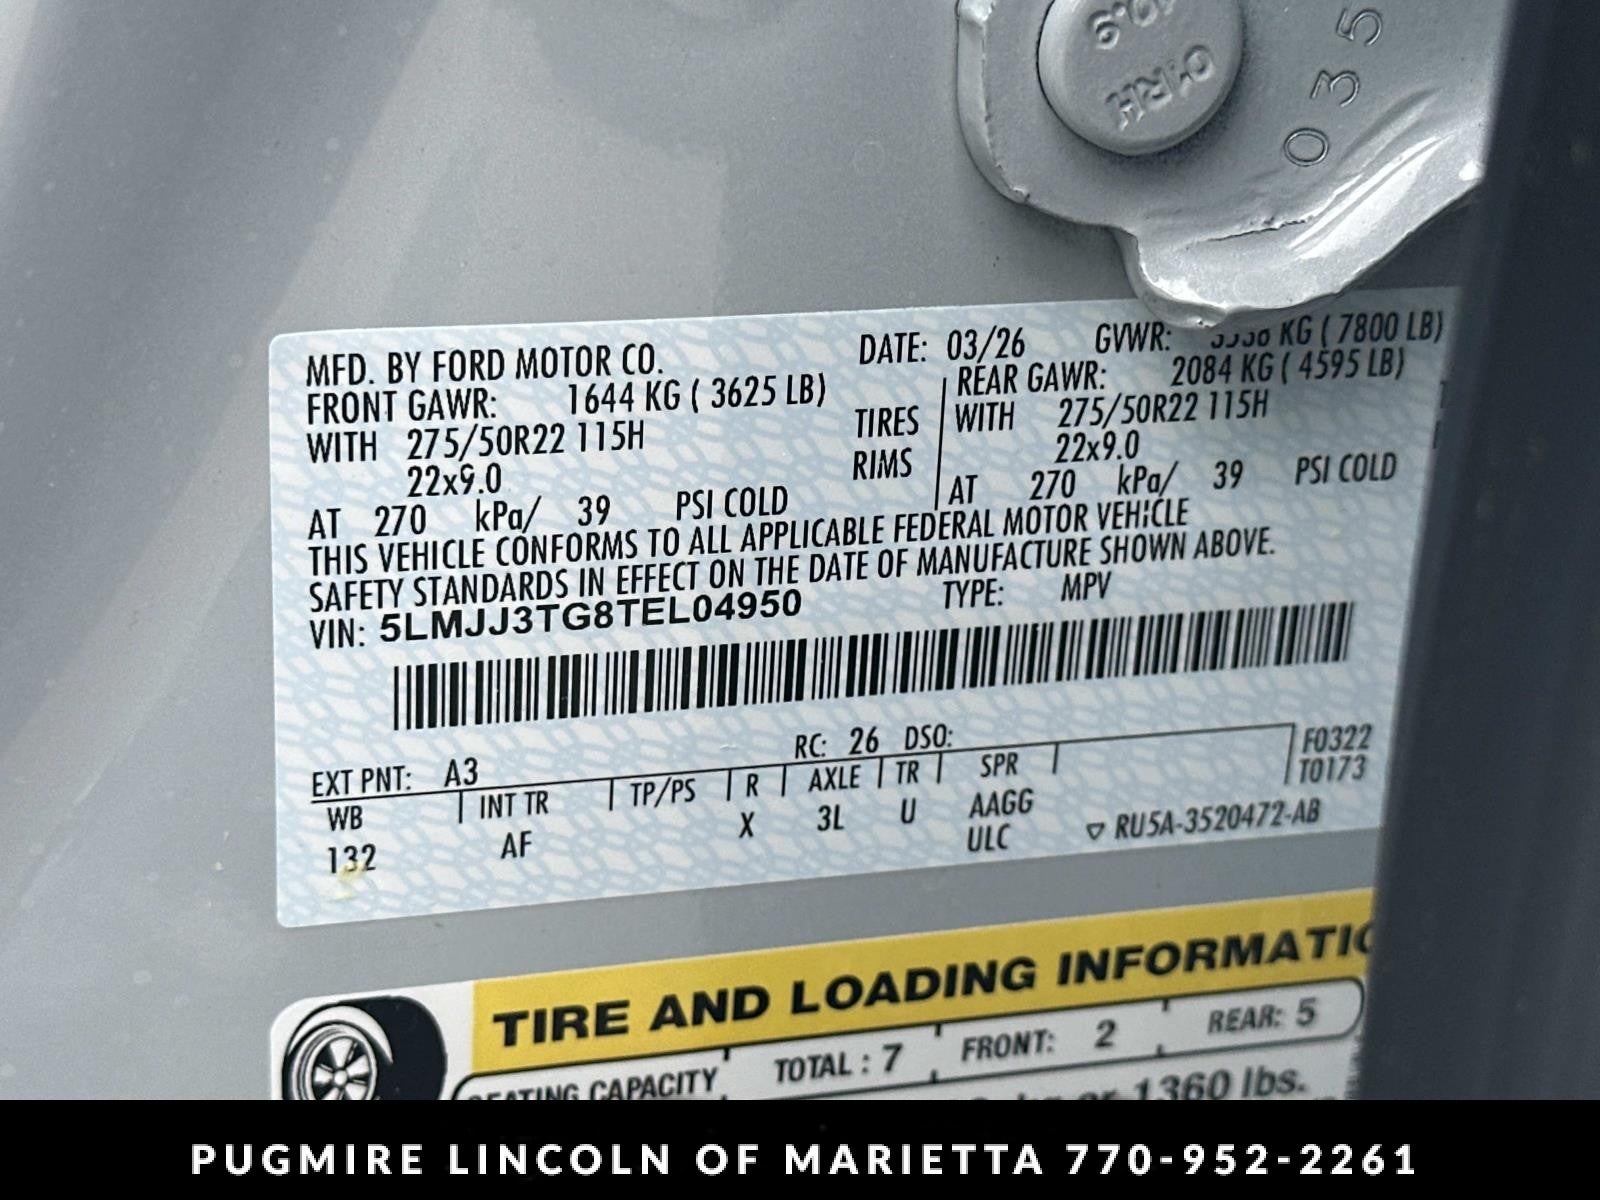 10.9
01RH
035
MFD. BY FORD MOTOR CO. DATE: 03/26 GVWR: KG ( 7800 LB)
FRONT GAWR: 1644 KG ( 3625 LB) REAR GAWR: 2084 KG ( 4595 LB)
WITH 275/50R22 115H TIRES WITH 275/50R22 115H
22x9.0 RIMS 22x9.0
AT 270 kPa/ 39 PSI COLD AT 270 kPa/ 39 PSI COLD
THIS VEHICLE CONFORMS TO ALL APPLICABLE FEDERAL MOTOR VEHICLE
SAFETY STANDARDS IN EFFECT ON THE DATE OF MANUFACTURE SHOWN ABOVE.
VIN: 5LMJJ3TG8TEL04950 TYPE: MPV
EXT PNT: A3 RC: 26 DSO: F0322
WB INT TR TP/PS R AXLE TR SPR T0173
132 AF X 3L U AAGG
ULC RU5A-3520472-AB
TIRE AND LOADING
SEATING CAPACITY TOTAL : 7 FRONT: 2 REAR: 5
or 1360 lbs.
PUGMIRE LINCOLN OF MARIETTA 770-952-2261